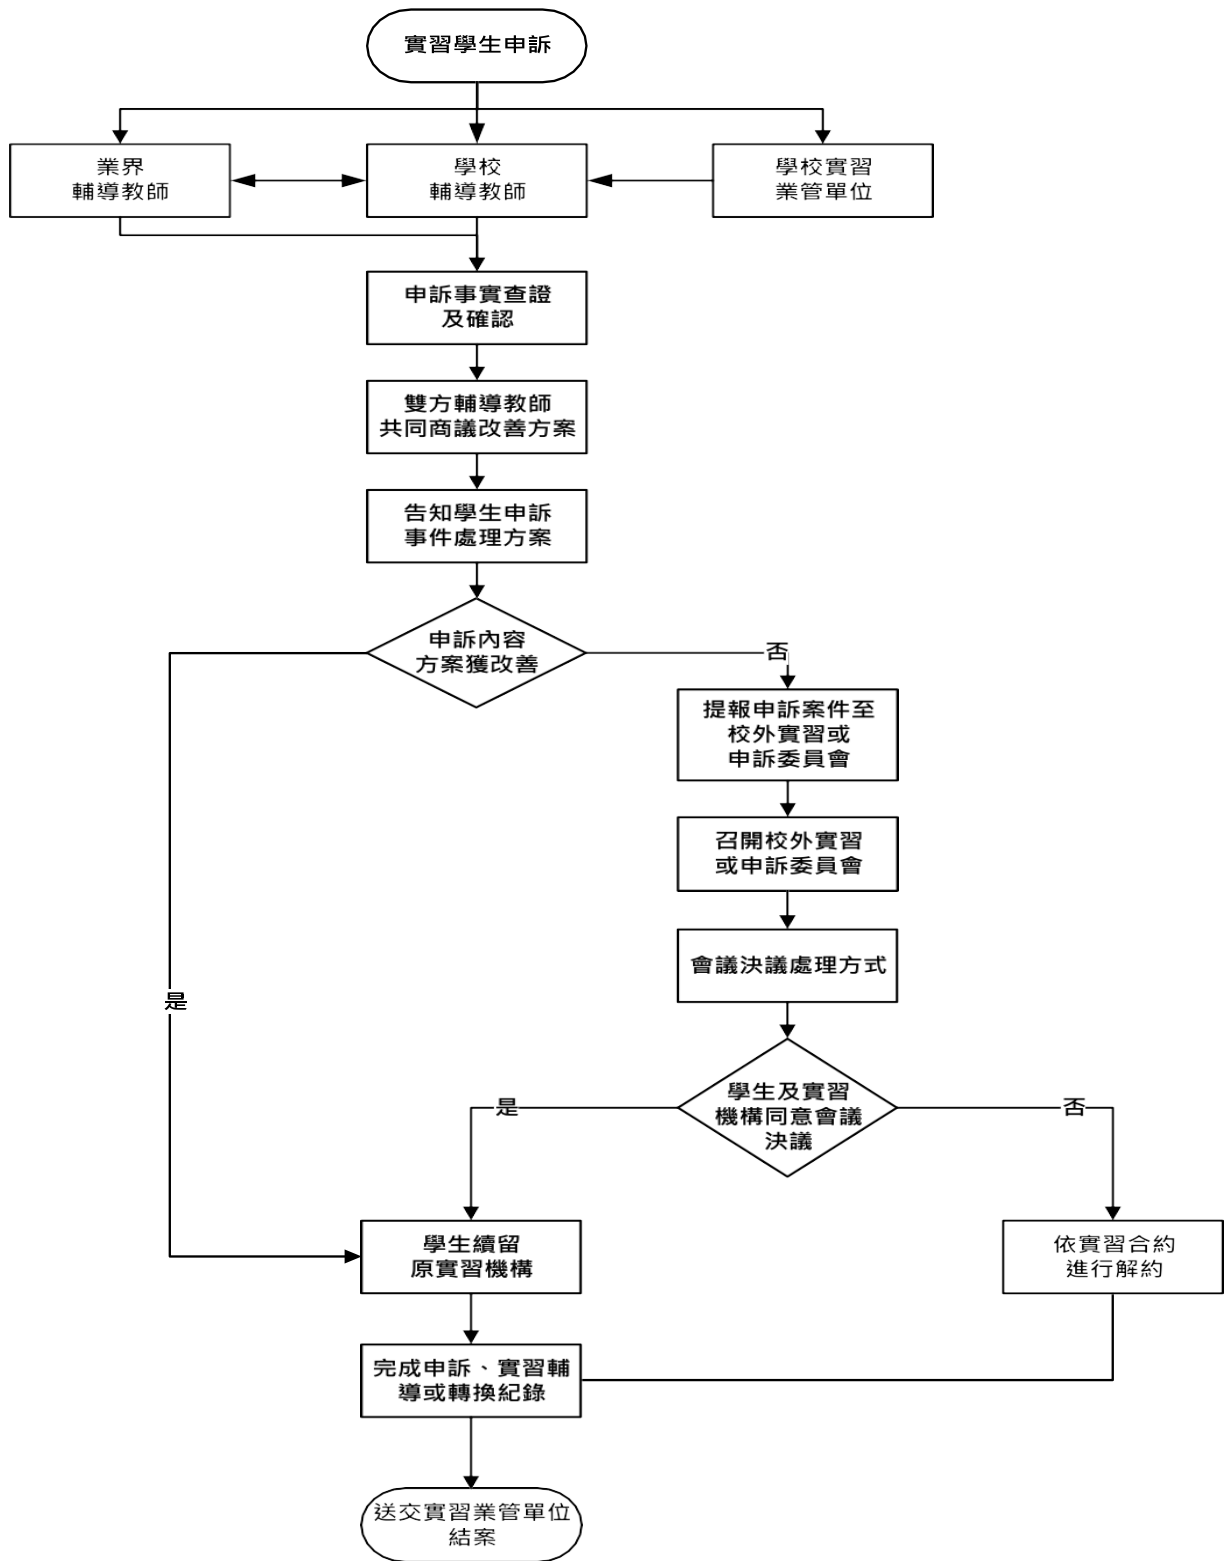 實習學生申訴
業界
輔導教師
學校
輔導教師
學校實習
業管單位
申訴事實查證
及確認
雙方輔導教師
共同商議改善方案
告知學生申訴
事件處理方案
申訴內容
方案獲改善
否
提報申訴案件至
校外實習或
申訴委員會
召開校外實習
或申訴委員會
會議決議處理方式
是
學生及實習
機構同意會議
決議
是
否
學生續留
原實習機構
依實習合約
進行解約
完成申訴、實習輔
導或轉換紀錄
送交實習業管單位
結案